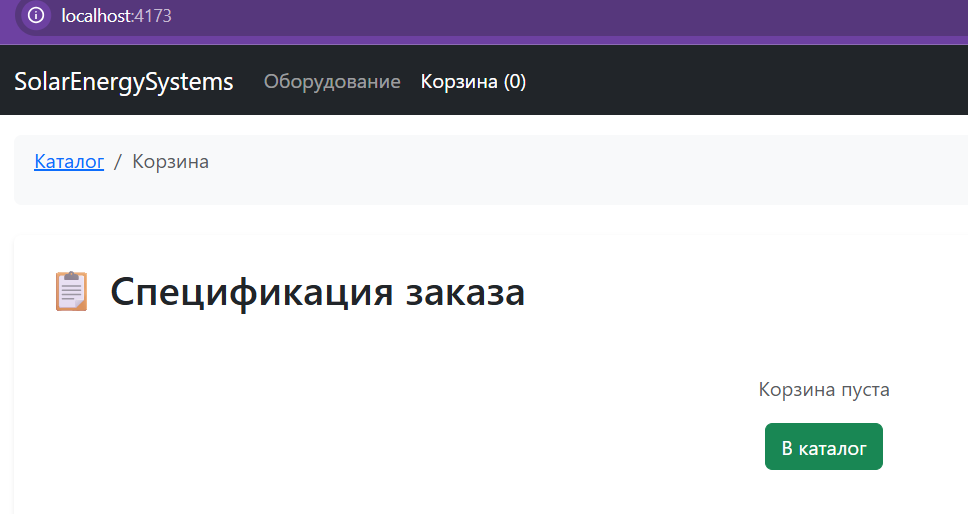 localhost:4173
SolarEnergySystems Оборудование Корзина (0)
Каталог / Корзина
Спецификация заказа
Корзина пуста
В каталог